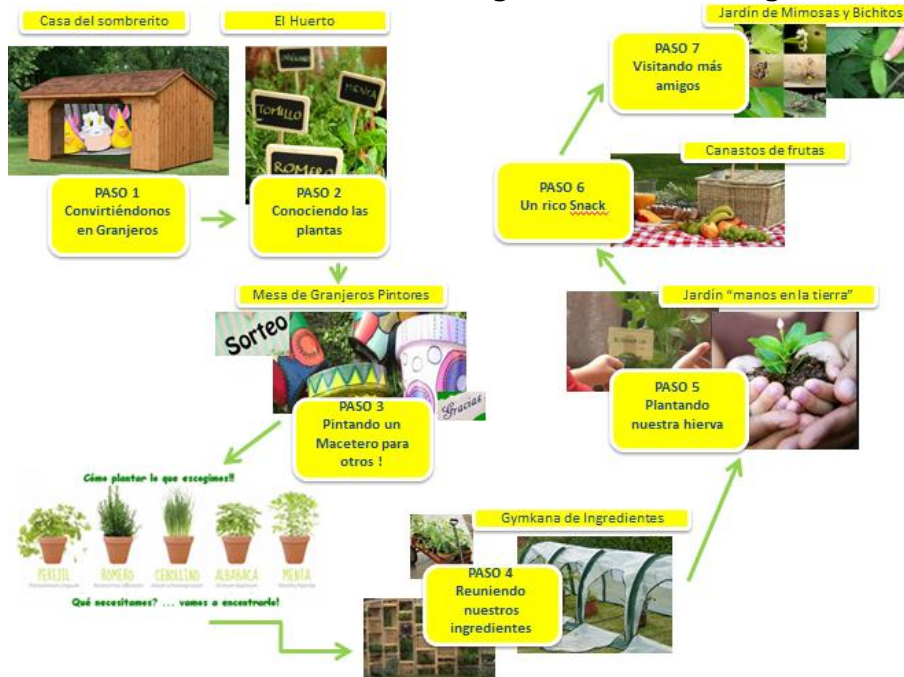 Casa del sombrerito
El Huerto
MENTA
TOMILLO
ROMERO
PASO 1
Convirtiéndonos
en Granjeros
PASO 2
Conociendo las
plantas
Mesa de Granjeros Pintores
Sorteo
Gracias
PASO 3
Pintando un
Macetero para
otros !
Cómo plantar lo que escogimos!!
PEREJIL
ROMERO
CEBOLLINO
ALBAHACA
MENTA
Qué necesitamos? ... vamos a encontrarlo!
Gymkana de Ingredientes
PASO 4
Reuniendo
nuestros
ingredientes
Jardín “manos en la tierra”
PASO 5
Plantando
nuestra hierva
Canastos de frutas
PASO 6
Un rico Snack
Jardín de Mimosas y Bichitos
PASO 7
Visitando más
amigos